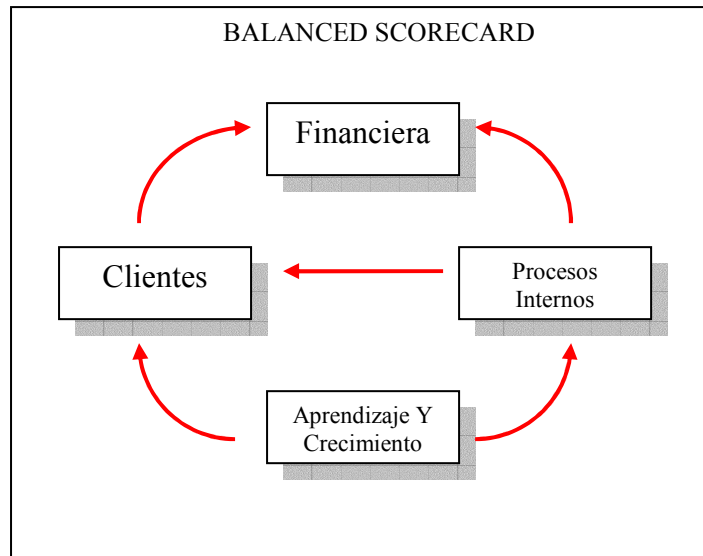 BALANCED SCORECARD
Financiera
Clientes
Procesos
Internos
Aprendizaje Y
Crecimiento